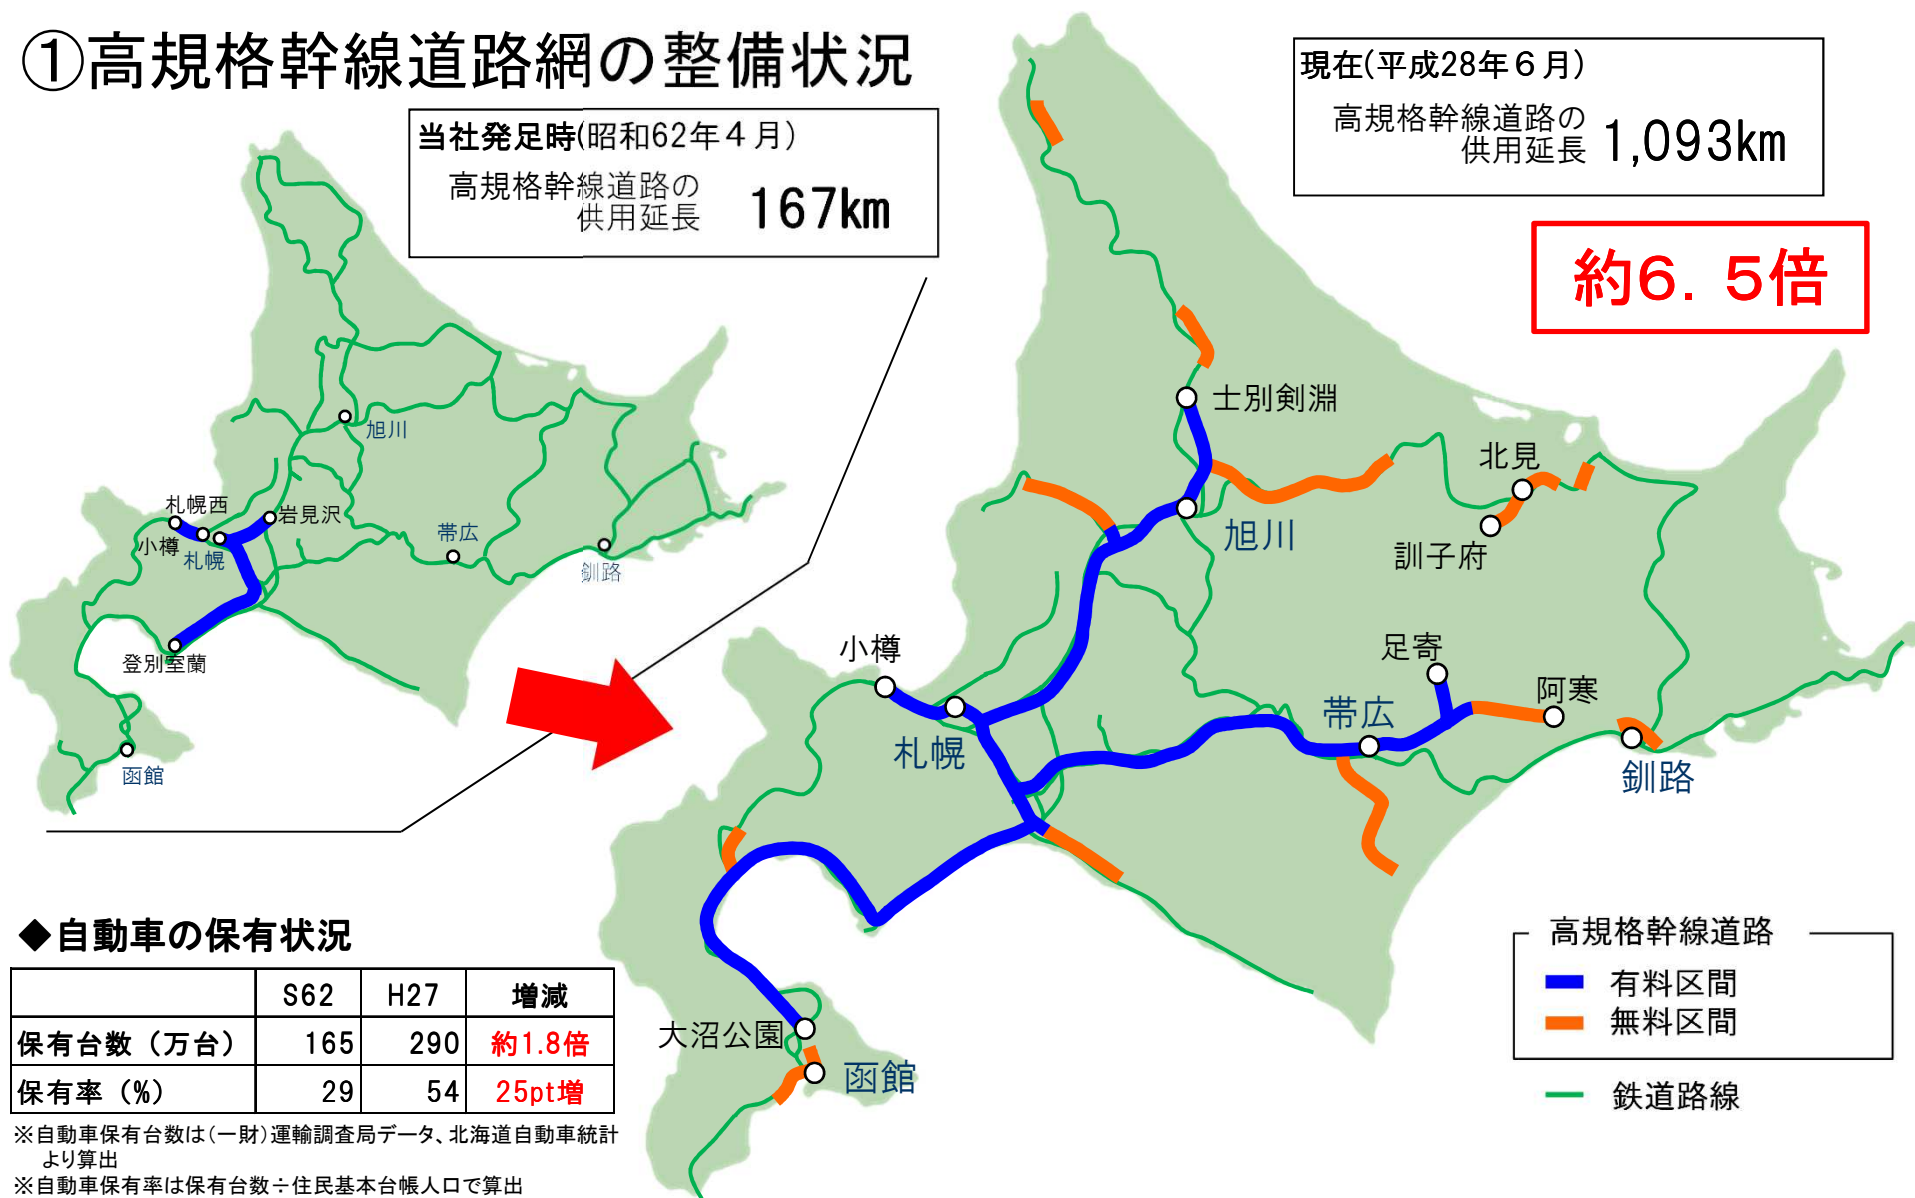 ①高規格幹線道路網の整備状況
当社発足時(昭和62年4月)
高規格幹線道路の
供用延長
167km
現在(平成28年6月)
高規格幹線道路の
供用延長
1,093km
約6.5倍
旭川
札幌西
岩見沢
小樽
札幌
帯広
釧路
登別室蘭
函館
士別剣淵
北見
旭川
訓子府
小樽
足寄
阿寒
帯広
札幌
釧路
大沼公園
函館
◆自動車の保有状況
S62 H27 増減
保有台数(万台) 165 290 約1.8倍
保有率(%) 29 54 25pt増
※自動車保有台数は(一財)運輸調査局データ、北海道自動車統計
より算出
※自動車保有率は保有台数÷住民基本台帳人口で算出
高規格幹線道路
有料区間
無料区間
鉄道路線